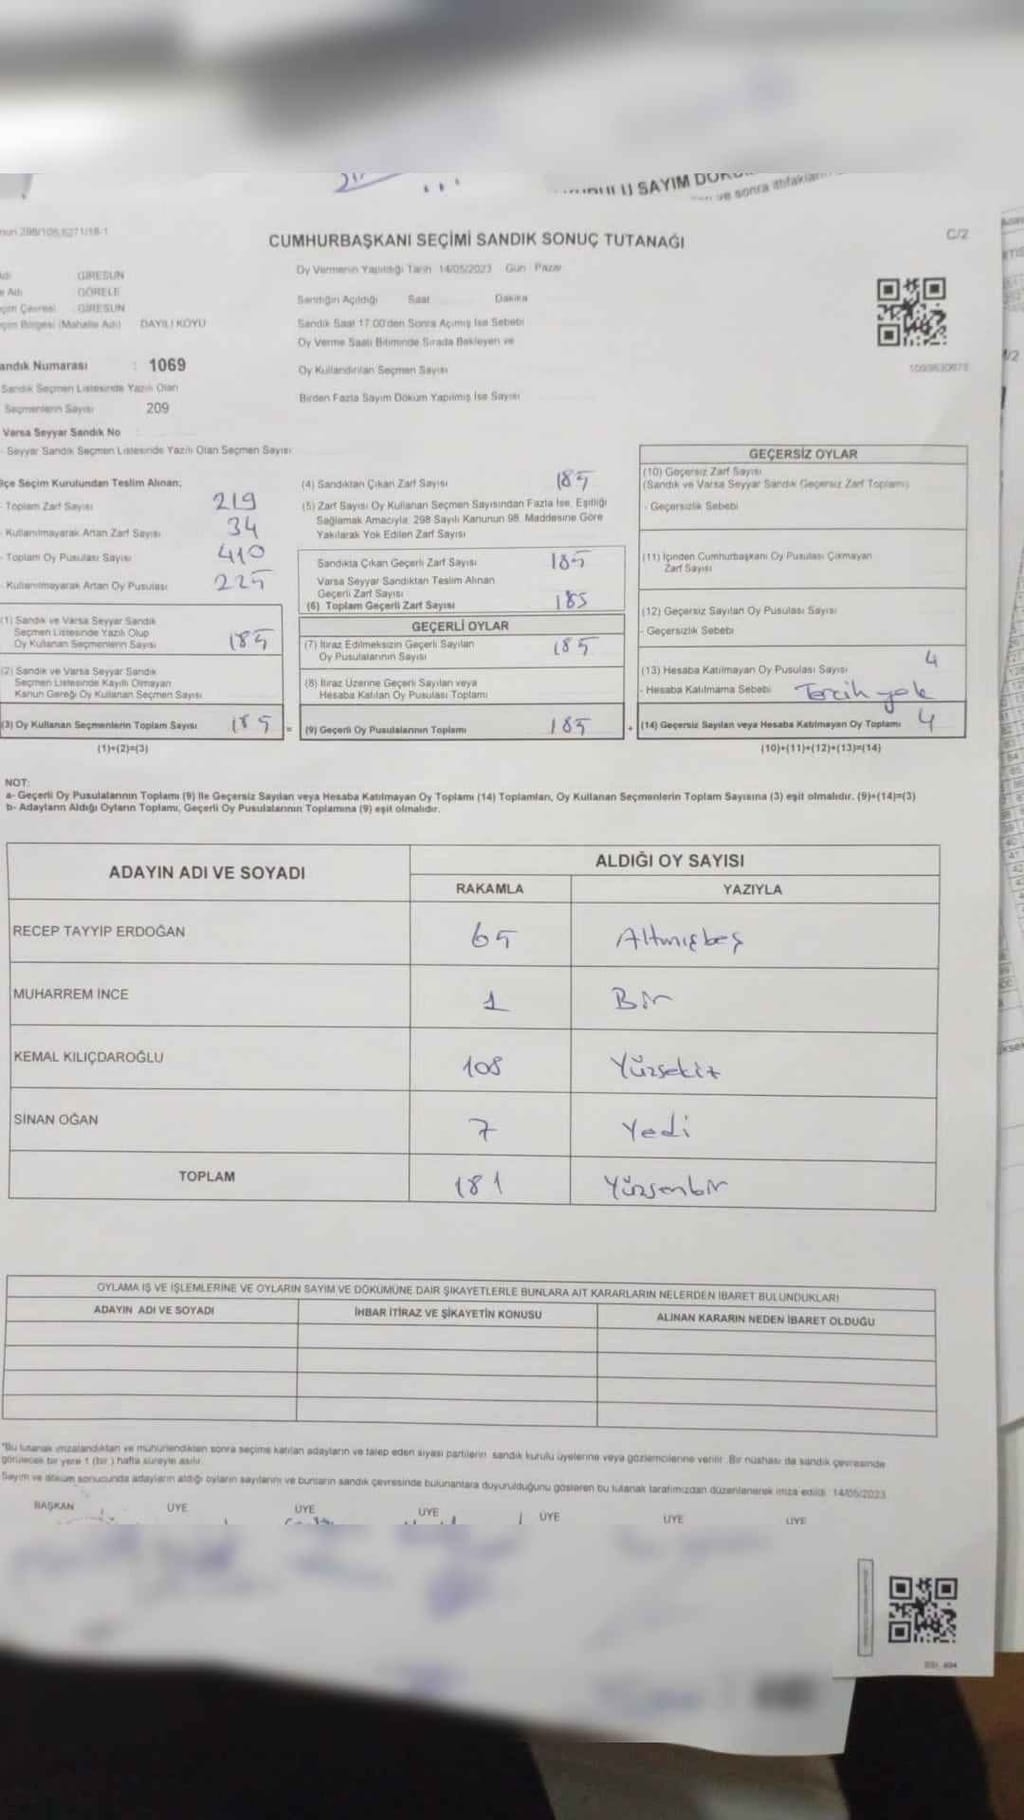 SAYIM
ve sonra ittifakları
C/2
CUMHURBAŞKANI SEÇİMİ SANDIK SONUÇ TUTANAĞI
GİRESUN
Adı GÖRELE
Çevresi GİRESUN
Bölgesi (Mahalle Adı) DAYILI KÖYÜ
Sandık Numarası : 1069
Sandık Seçmen Listesinde Yazılı Olan
Seçmenlerin Sayısı 209
Varsa Seyyar Sandık No
Seyyar Sandık Seçmen Listesinde Yazılı Olan Seçmen Sayısı
Oy Vermenin Yapıldığı Tarih 14/05/2023 Gün Pazar
Sandığın Açıldığı Saat Dakika
Sandık Saat 17:00'den Sonra Açımış İse Sebebi
Oy Verme Saati Bitiminde Sırada Bekleyen ve
Oy Kullandırılan Seçmen Sayısı
Birden Fazla Sayım Döküm Yapılmış İse Sayısı
İlçe Seçim Kurulundan Teslim Alınan;
Toplam Zarf Sayısı 219
Kullanılmayarak Artan Zarf Sayısı 34
Toplam Oy Pusulası Sayısı 410
Kullanılmayarak Artan Oy Pusulası 225
(1) Sandık ve Varsa Seyyar Sandık
Seçmen Listesinde Yazılı Olup
Oy Kullanan Seçmenlerin Sayısı 185
(2) Sandık ve Varsa Seyyar Sandık
Seçmen Listesinde Kayıtlı Olmayan
Kanun Gereği Oy Kullanan Seçmen Sayısı
(3) Oy Kullanan Seçmenlerin Toplam Sayısı 185 =
(1)+(2)=(3)
(4) Sandıktan Çıkan Zarf Sayısı 185
(5) Zarf Sayısı Oy Kullanan Seçmen Sayısından Fazla İse, Eşitliği
Sağlamak Amacıyla, 298 Sayılı Kanunun 98. Maddesine Göre
Yakılarak Yok Edilen Zarf Sayısı
Sandıkta Çıkan Geçerli Zarf Sayısı 185
Varsa Seyyar Sandıktan Teslim Alınan
Geçerli Zarf Sayısı
(6) Toplam Geçerli Zarf Sayısı 185
GEÇERLİ OYLAR
(7) İtiraz Edilmeksizin Geçerli Sayılan
Oy Pusulalarının Sayısı 185
(8) İtiraz Üzerine Geçerli Sayılan veya
Hesaba Katılan Oy Pusulası Toplamı
(9) Geçerli Oy Pusulalarının Toplamı 185 +
GEÇERSİZ OYLAR
(10) Geçersiz Zarf Sayısı
(Sandık ve Varsa Seyyar Sandık Geçersiz Zarf Toplamı)
- Geçersizlik Sebebi
(11) İçinden Cumhurbaşkanı Oy Pusulası Çıkmayan
Zarf Sayısı
(12) Geçersiz Sayılan Oy Pusulası Sayısı
- Geçersizlik Sebebi
(13) Hesaba Katılmayan Oy Pusulası Sayısı 4
- Hesaba Katılmama Sebebi Tercih yok
(14) Geçersiz Sayılan veya Hesaba Katılmayan Oy Toplamı 4
(10)+(11)+(12)+(13)=(14)
NOT:
a- Geçerli Oy Pusulalarının Toplamı (9) ile Geçersiz Sayılan veya Hesaba Katılmayan Oy Toplamı (14) Toplamları, Oy Kullanan Seçmenlerin Toplam Sayısına (3) eşit olmalıdır. (9)+(14)=(3)
b- Adayların Aldığı Oyların Toplamı, Geçerli Oy Pusulalarının Toplamına (9) eşit olmalıdır.
ADAYIN ADI VE SOYADI ALDIĞI OY SAYISI
RAKAMLA YAZIYLA
RECEP TAYYİP ERDOĞAN 65 Altmışbeş
MUHARREM İNCE 1 Bir
KEMAL KILIÇDAROĞLU 108 Yüzsekiz
SİNAN OĞAN 7 Yedi
TOPLAM 181 Yüzsenbir
OYLAMA İŞ VE İŞLEMLERİNE VE OYLARIN SAYIM VE DÖKÜMÜNE DAİR ŞİKAYETLERLE BUNLARA AİT KARARLARIN NELERDEN İBARET BULUNDUKLARI
ADAYIN ADI VE SOYADI İHBAR İTİRAZ VE ŞİKAYETİN KONUSU ALINAN KARARIN NEDEN İBARET OLDUĞU
*Bu tutanak imzalandıktan ve mühürlendikten sonra seçime katılan adayların ve talep eden siyasi partilerin sandık kurulu üyelerine veya gözlemcilerine verilir. Bir nüshası da sandık çevresinde
görülecek bir yere 1 (bir) hafta süreyle asılır.
Sayım ve döküm sonucunda adayların aldığı oyların sayılarını ve bunların sandık çevresinde bulunanlara duyurulduğunu gösteren bu tutanak tarafımızdan düzenlenerek imza edildi. 14/05/2023
BAŞKAN ÜYE ÜYE ÜYE ÜYE ÜYE ÜYE